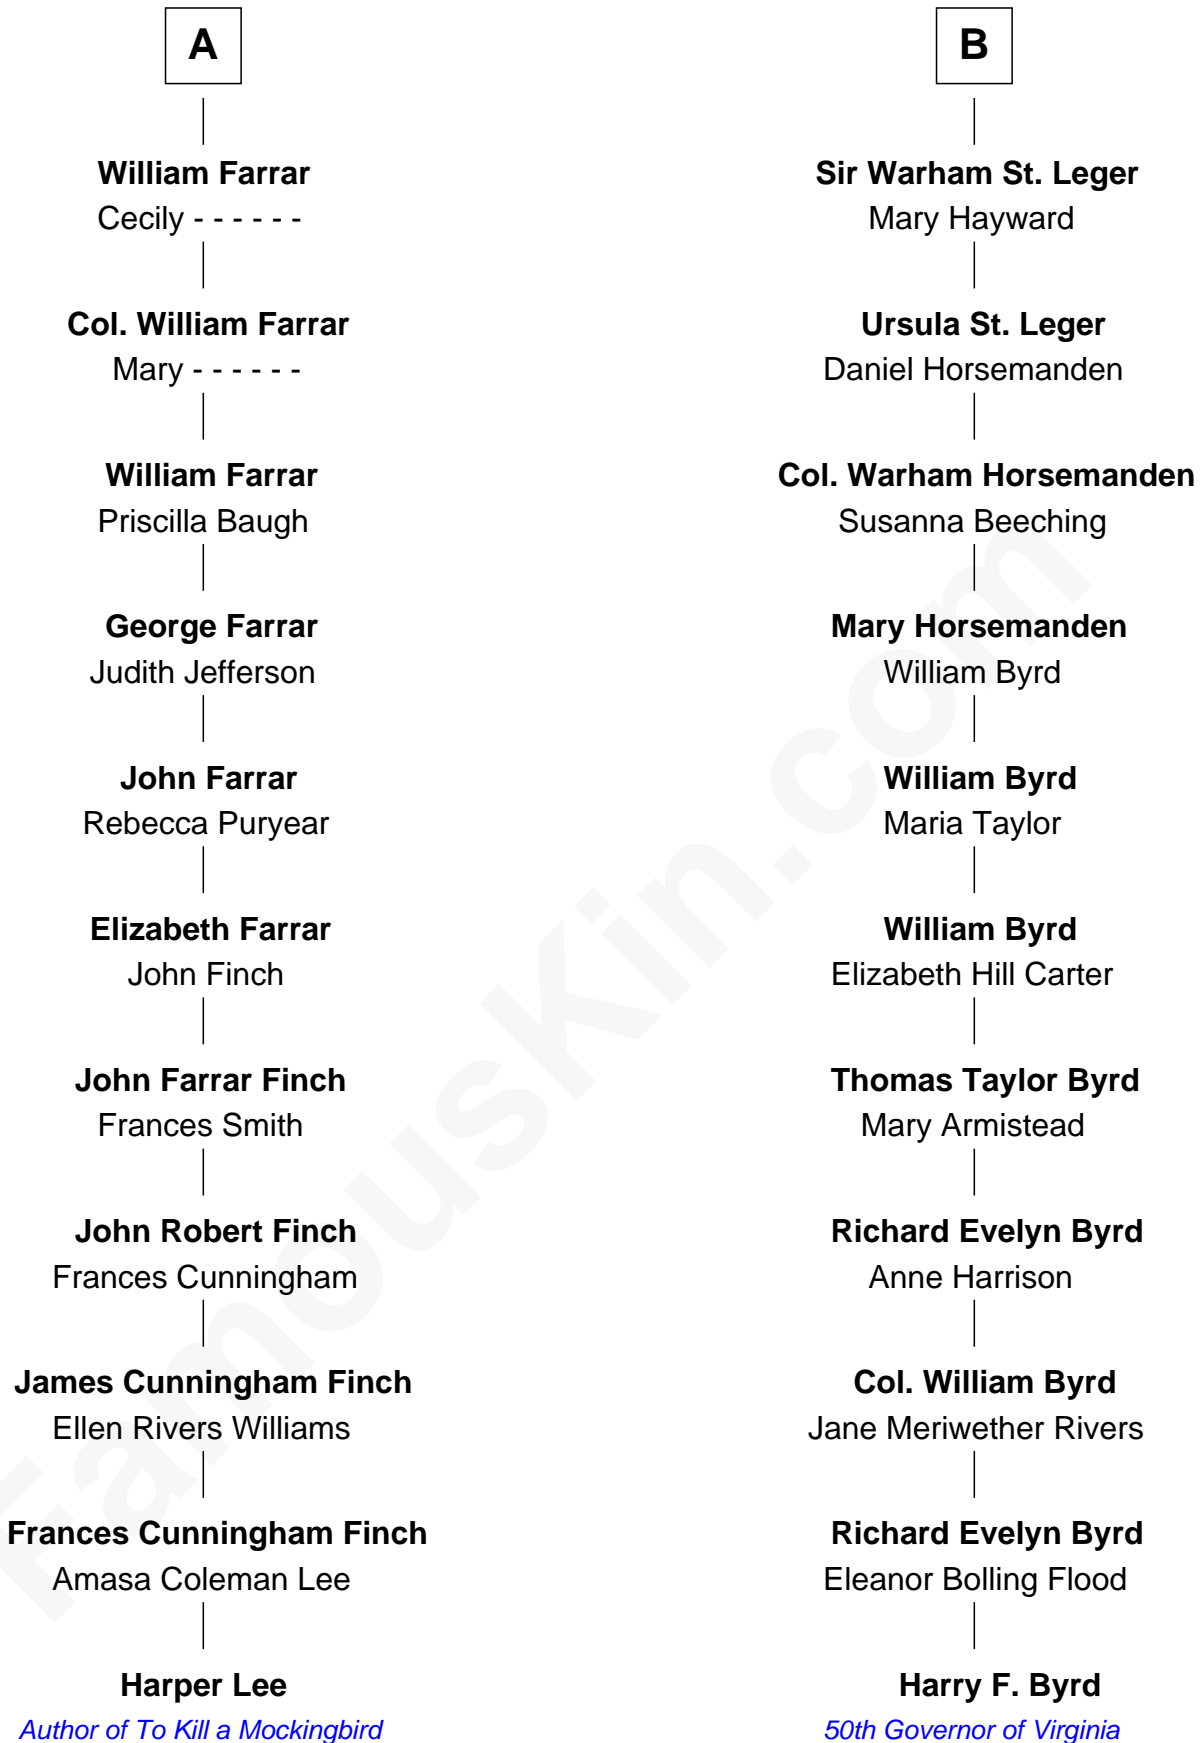 A
William Farrar
Cecily - - - - - -
Col. William Farrar
Mary - - - - - -
William Farrar
Priscilla Baugh
George Farrar
Judith Jefferson
John Farrar
Rebecca Puryear
Elizabeth Farrar
John Finch
John Farrar Finch
Frances Smith
John Robert Finch
Frances Cunningham
James Cunningham Finch
Ellen Rivers Williams
Frances Cunningham Finch
Amasa Coleman Lee
Harper Lee
Author of To Kill a Mockingbird
B
Sir Warham St. Leger
Mary Hayward
Ursula St. Leger
Daniel Horsemanden
Col. Warham Horsemanden
Susanna Beeching
Mary Horsemanden
William Byrd
William Byrd
Maria Taylor
William Byrd
Elizabeth Hill Carter
Thomas Taylor Byrd
Mary Armistead
Richard Evelyn Byrd
Anne Harrison
Col. William Byrd
Jane Meriwether Rivers
Richard Evelyn Byrd
Eleanor Bolling Flood
Harry F. Byrd
50th Governor of Virginia
FamousKin.com